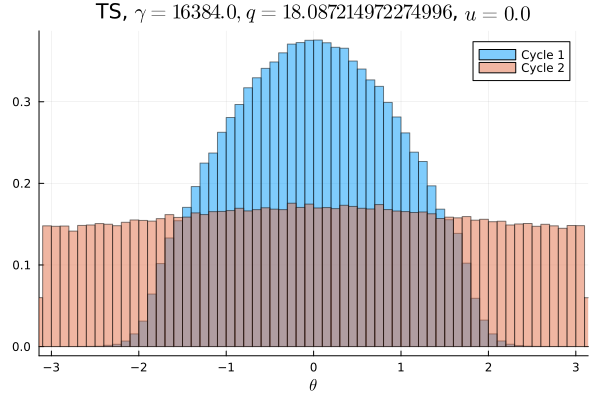 TS, γ = 16384.0, q = 18.087214972274996, u = 0.0
Cycle 1
Cycle 2
0.3
0.2
0.1
0.0
−3 −2 −1 0 1 2 3
θ